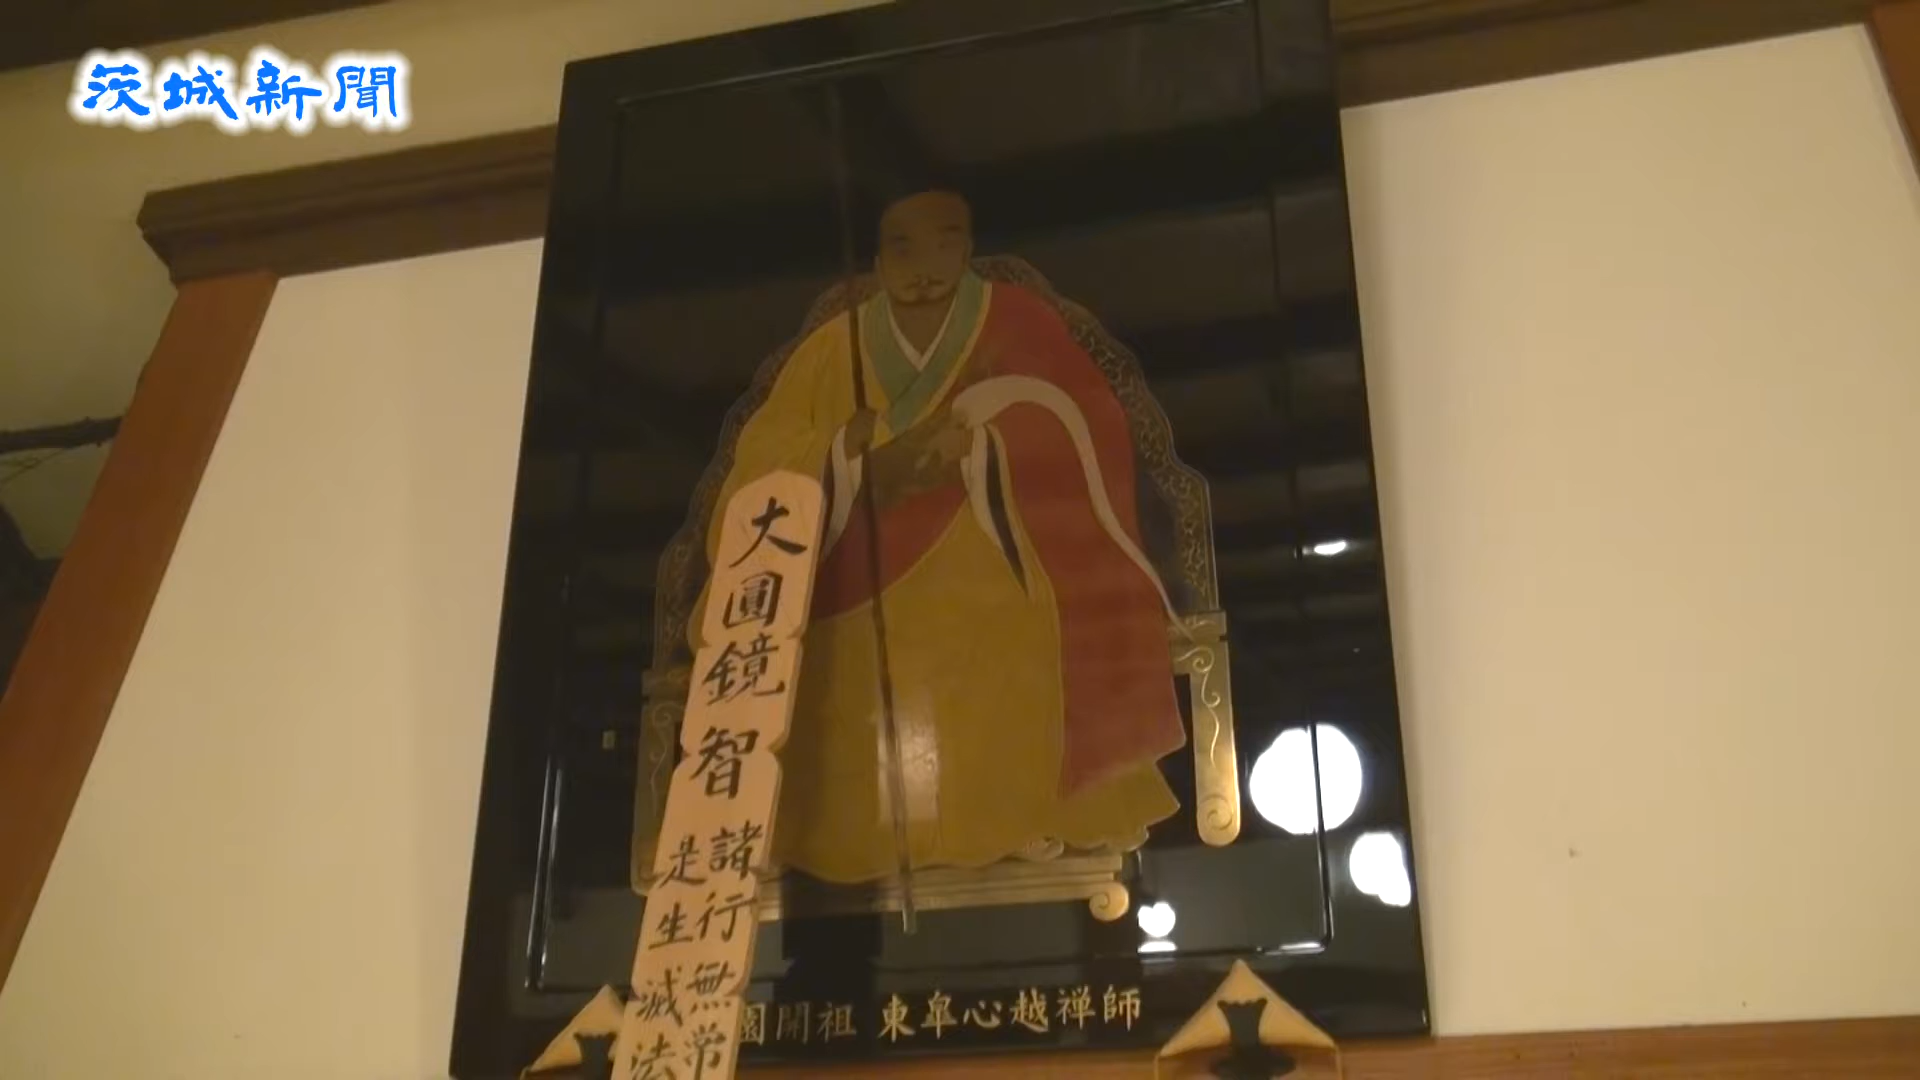 茨城新聞
大圓鏡智
諸行無常
是生滅法
園開祖 東皐心越禅師